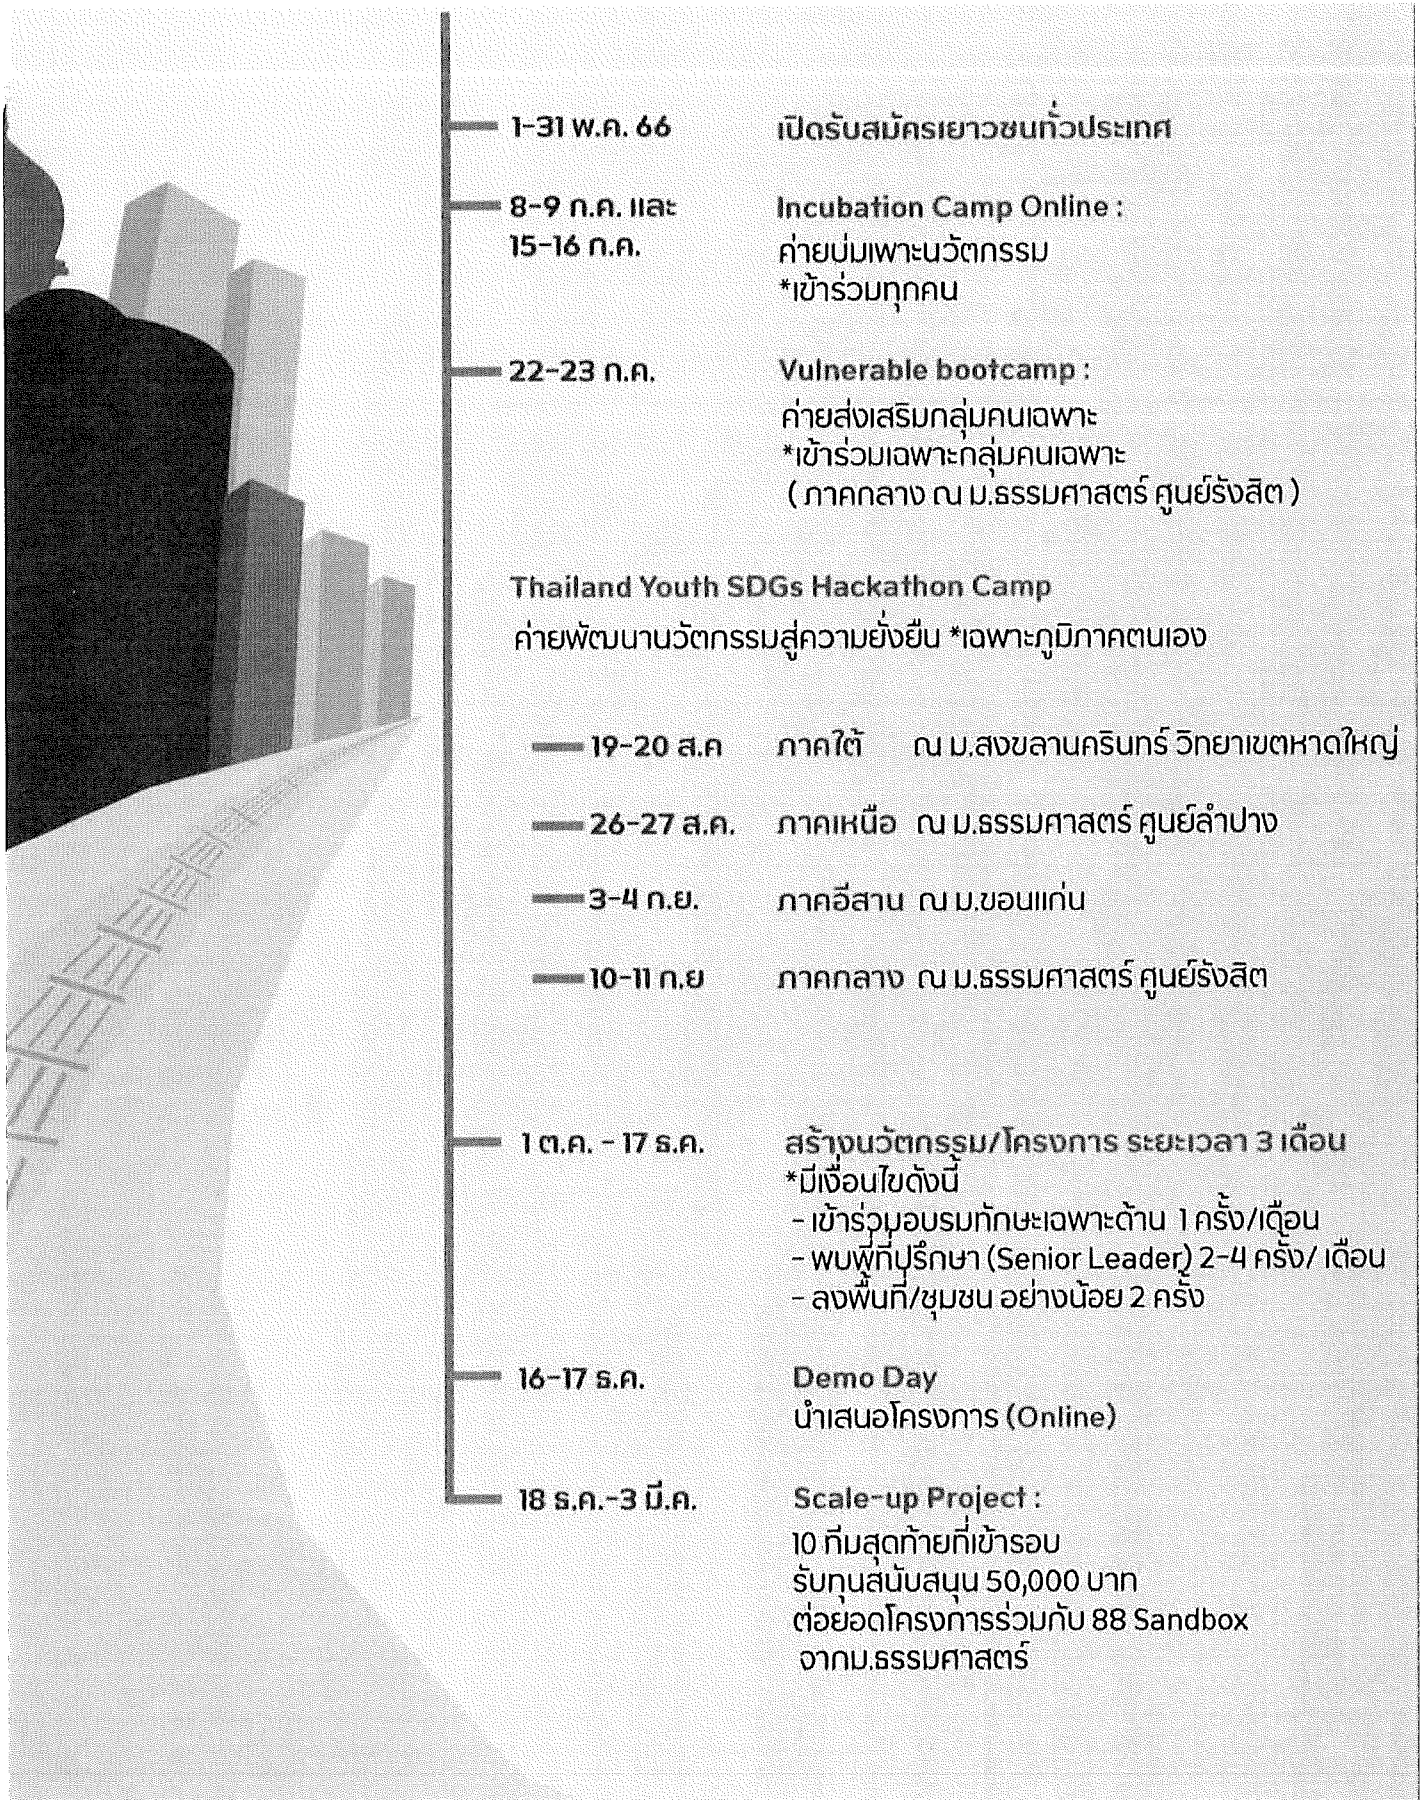 1-31 พ.ค. 66 เปิดรับสมัครเยาวชนทั่วประเทศ
8-9 ก.ค. และ
15-16 ก.ค.
Incubation Camp Online :
ค่ายบ่มเพาะนวัตกรรม
*เข้าร่วมทุกคน
22-23 ก.ค. Vulnerable bootcamp :
ค่ายส่งเสริมกลุ่มคนเฉพาะ
*เข้าร่วมเฉพาะกลุ่มคนเฉพาะ
( ภาคกลาง ณ ม.ธรรมศาสตร์ ศูนย์รังสิต )
Thailand Youth SDGs Hackathon Camp
ค่ายพัฒนานวัตกรรมสู่ความยั่งยืน *เฉพาะภูมิภาคตนเอง
19-20 ส.ค ภาคใต้ ณ ม.สงขลานครินทร์ วิทยาเขตหาดใหญ่
26-27 ส.ค. ภาคเหนือ ณ ม.ธรรมศาสตร์ ศูนย์ลำปาง
3-4 ก.ย. ภาคอีสาน ณ ม.ขอนแก่น
10-11 ก.ย ภาคกลาง ณ ม.ธรรมศาสตร์ ศูนย์รังสิต
1 ต.ค. - 17 ธ.ค. สร้างนวัตกรรม/โครงการ ระยะเวลา 3 เดือน
*มีเงื่อนไขดังนี้
- เข้าร่วมอบรมทักษะเฉพาะด้าน 1 ครั้ง/เดือน
- พบพี่ที่ปรึกษา (Senior Leader) 2-4 ครั้ง/ เดือน
- ลงพื้นที่/ชุมชน อย่างน้อย 2 ครั้ง
16-17 ธ.ค. Demo Day
นำเสนอโครงการ (Online)
18 ธ.ค.-3 มี.ค. Scale-up Project :
10 ทีมสุดท้ายที่เข้ารอบ
รับทุนสนับสนุน 50,000 บาท
ต่อยอดโครงการร่วมกับ 88 Sandbox
จากม.ธรรมศาสตร์